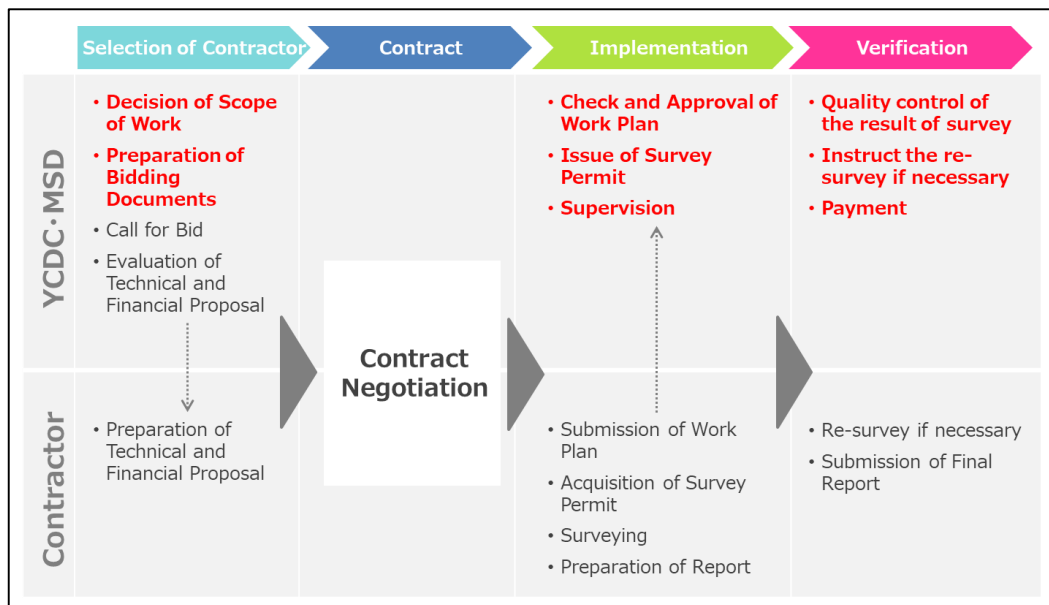 Selection of Contractor
Contract
Implementation
Verification
YCDC・MSD
• Decision of Scope
of Work
• Preparation of
Bidding
Documents
• Call for Bid
• Evaluation of
Technical and
Financial Proposal
• Check and Approval of
Work Plan
• Issue of Survey
Permit
• Supervision
• Quality control of
the result of survey
• Instruct the re-
survey if necessary
• Payment
Contract
Negotiation
Contractor
• Preparation of
Technical and
Financial Proposal
• Submission of Work
Plan
• Acquisition of Survey
Permit
• Surveying
• Preparation of Report
• Re-survey if necessary
• Submission of Final
Report